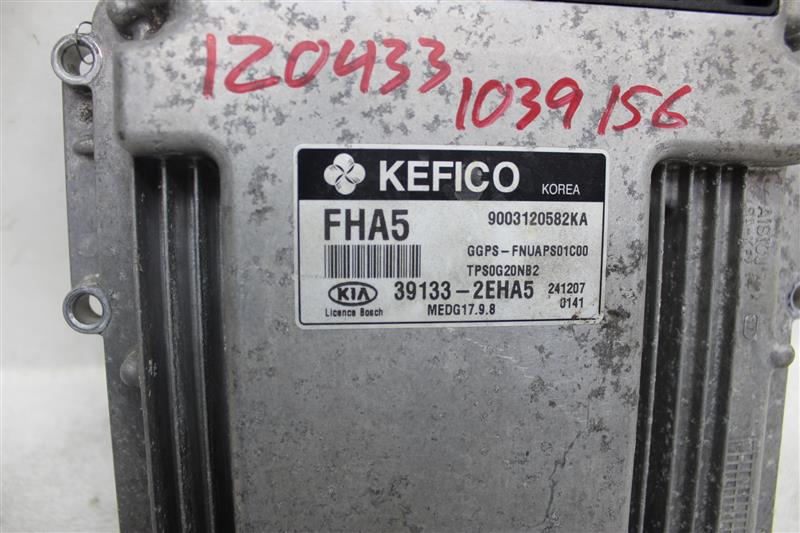 120433
1039156
KEFICO KOREA
FHA5 9003120582KA
GGPS-FNUAPS01C00
TPS0G20NB2
KIA 39133-2EHA5 241207
Licence Bosch MEDG17.9.8 0141